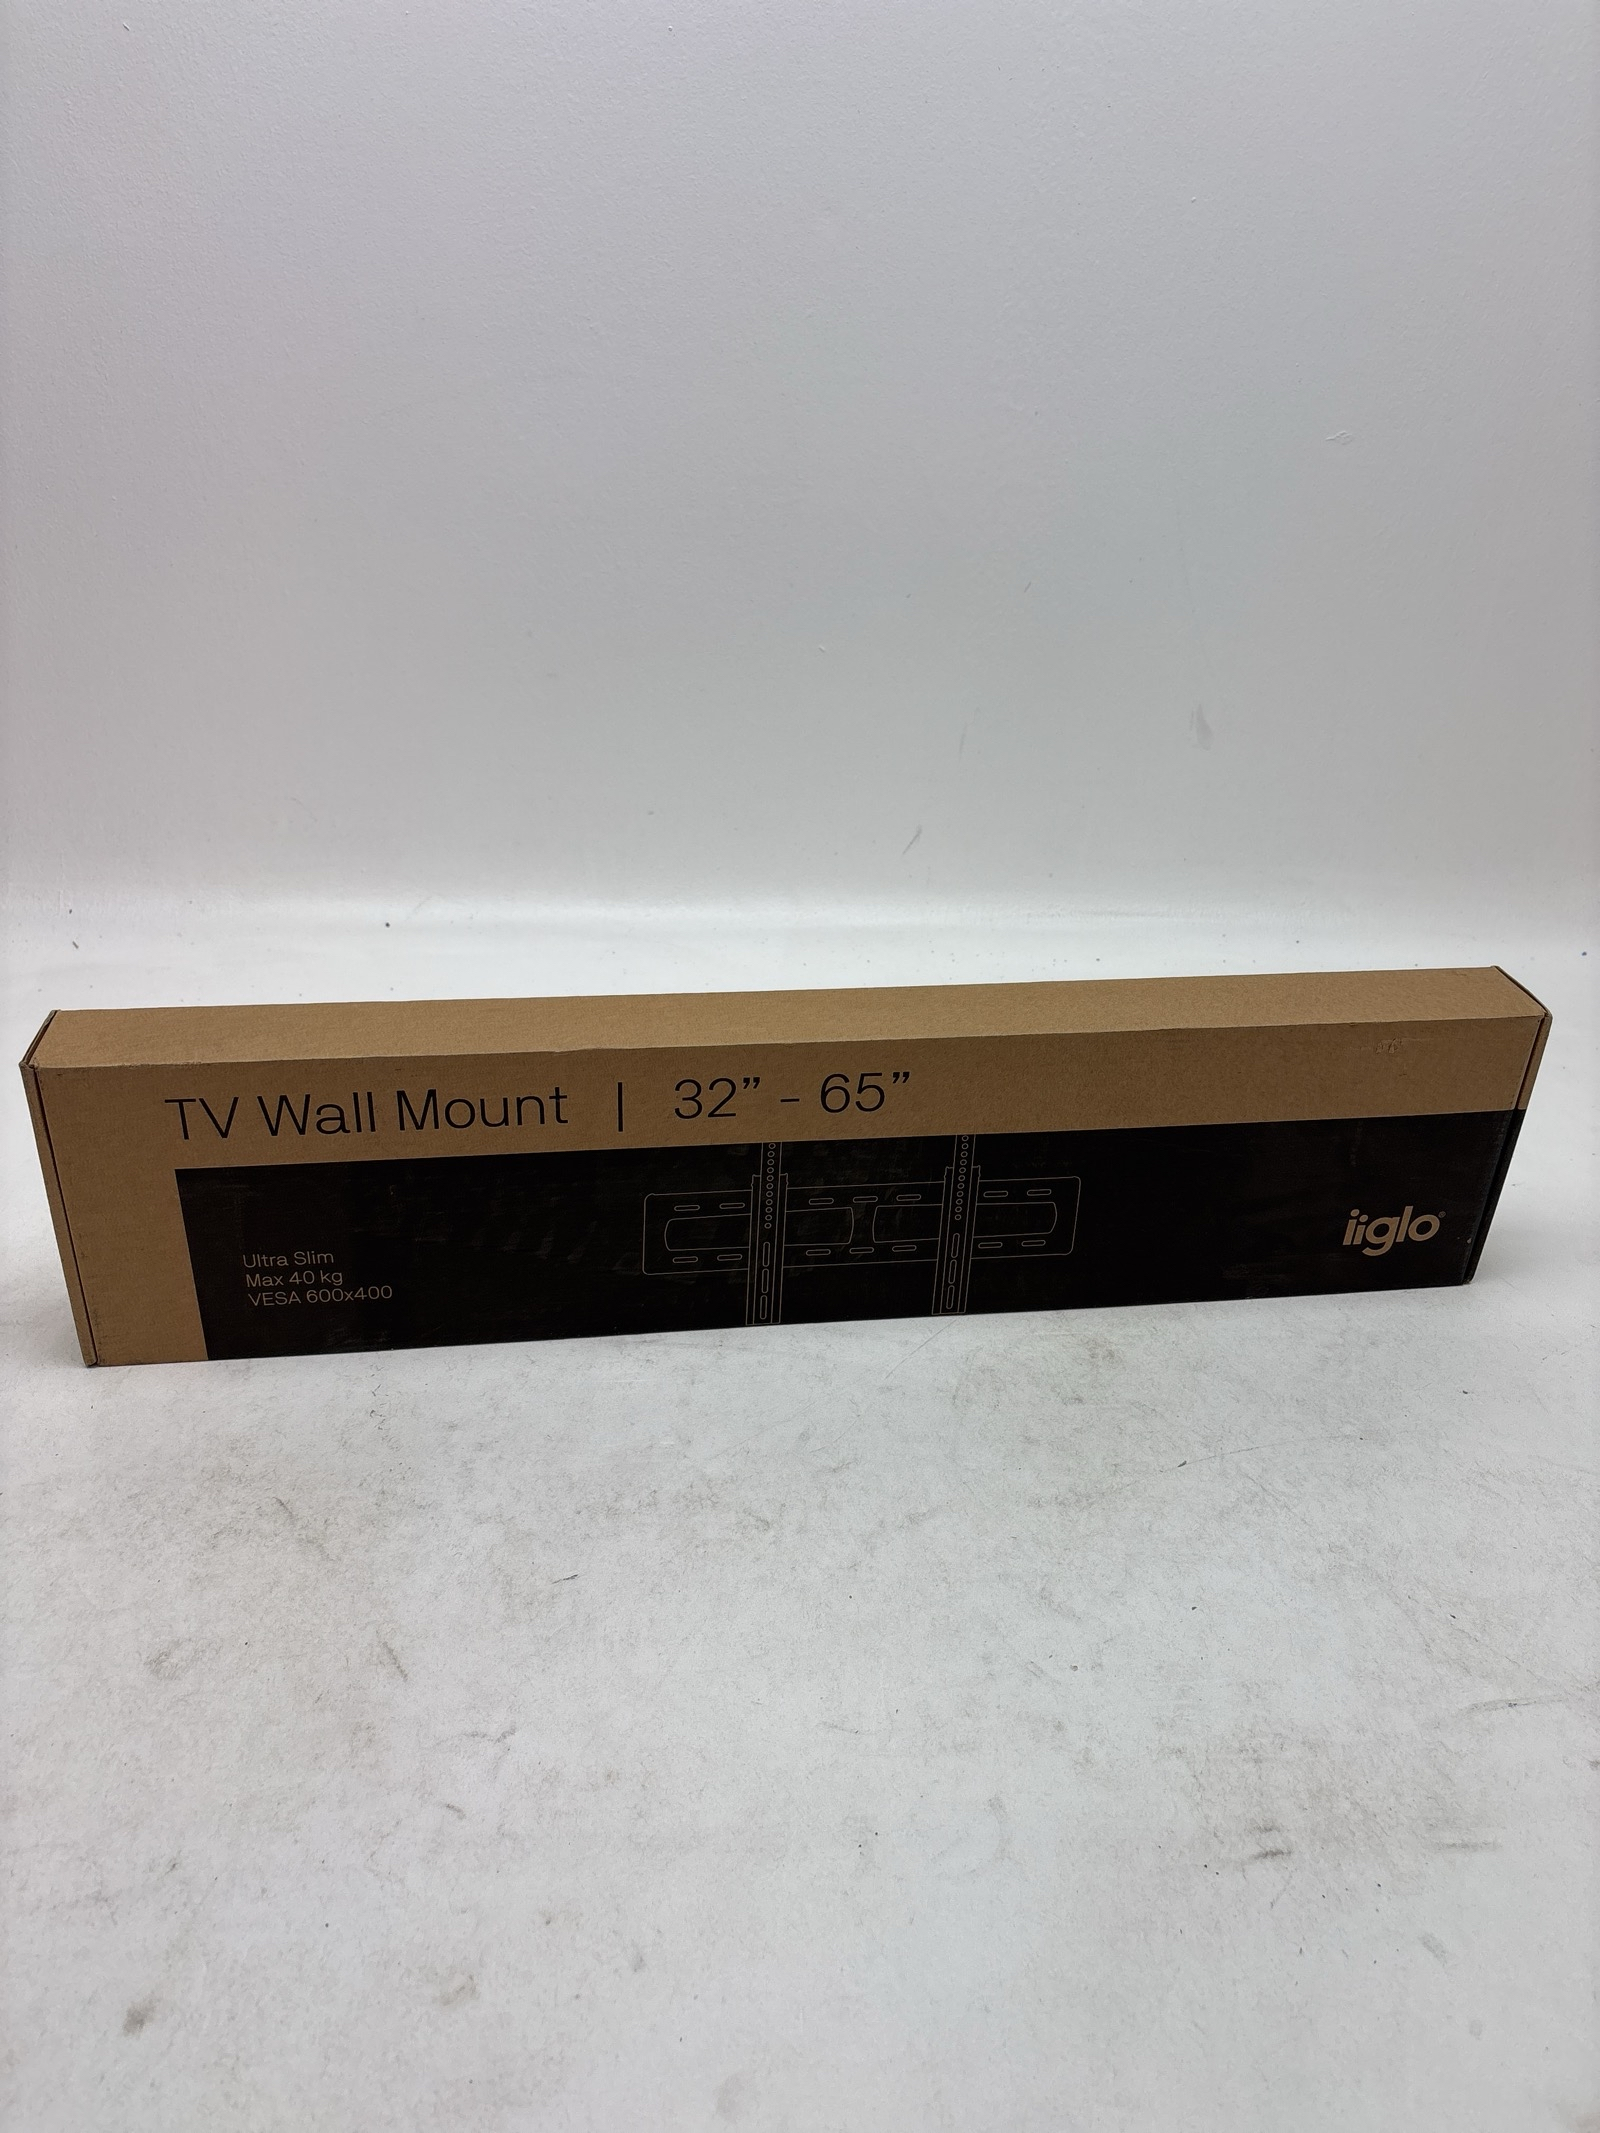 TV Wall Mount | 32” - 65”
Ultra Slim
Max 40 kg
VESA 600x400
iiglo®